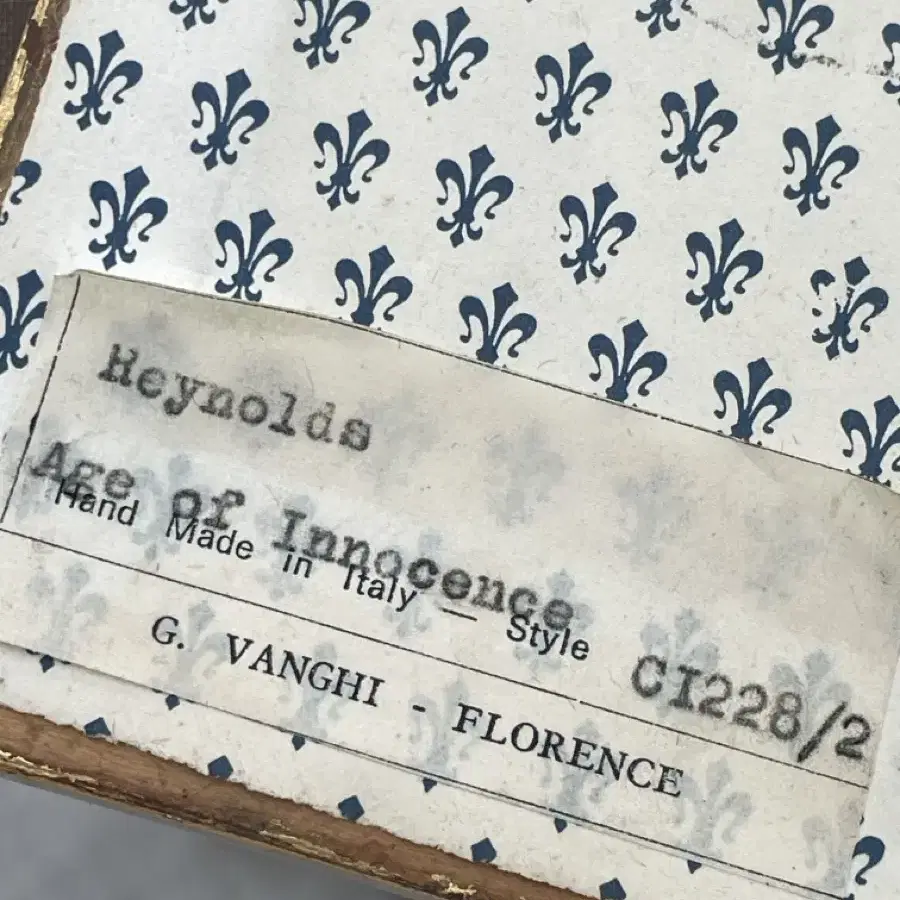 Reynolds
Age of Innocence
Hand Made in Italy — Style CI228/2
G. VANGHI - FLORENCE